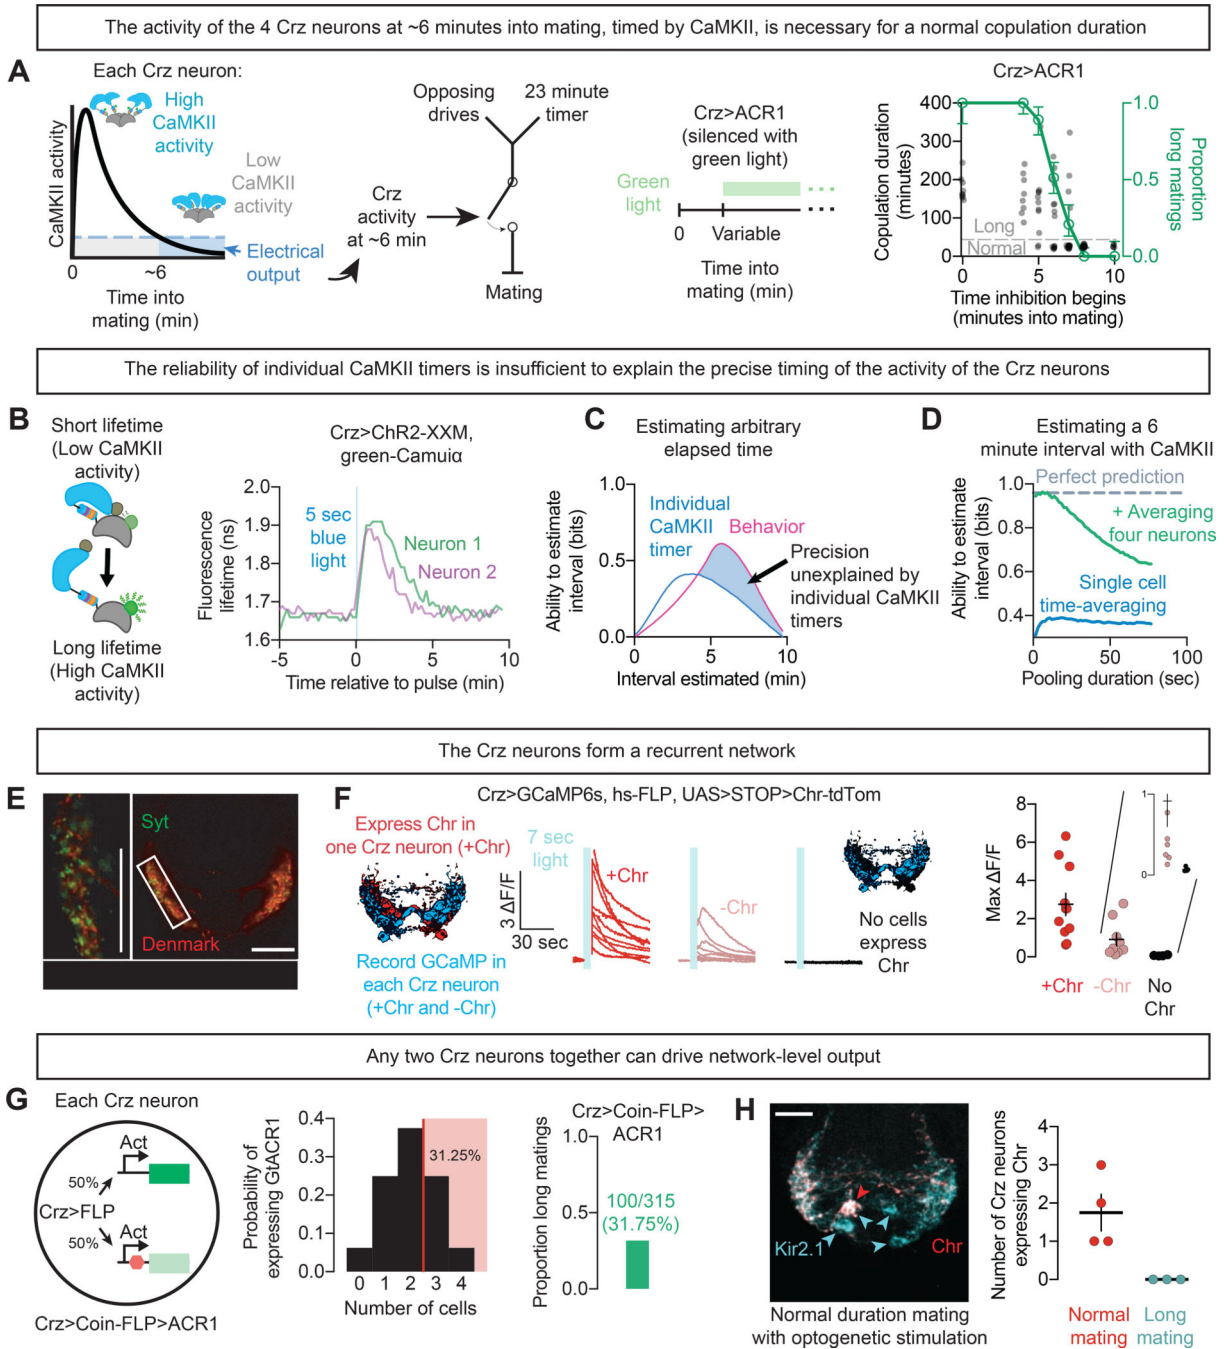 The activity of the 4 Crz neurons at ~6 minutes into mating, timed by CaMKII, is necessary for a normal copulation duration
A
Each Crz neuron:
CaMKII activity
High
CaMKII
activity
Low
CaMKII
activity
Electrical
output
0
~6
Time into
mating (min)
Opposing
drives
23 minute
timer
Crz
activity
at ~6 min
Mating
Crz>ACR1
(silenced with
green light)
Green
light
0
Variable
Time into
mating (min)
Crz>ACR1
Copulation duration
(minutes)
400
300
200
100
0
Long
Normal
0
5
10
Time inhibition begins
(minutes into mating)
1.0
0.5
0.0
Proportion
long matings
The reliability of individual CaMKII timers is insufficient to explain the precise timing of the activity of the Crz neurons
B
Short lifetime
(Low CaMKII
activity)
Long lifetime
(High CaMKII
activity)
Crz>ChR2-XXM,
green-Camuiα
Fluorescence
lifetime (ns)
2.0
1.9
1.8
1.7
1.6
5 sec
blue
light
Neuron 1
Neuron 2
-5
0
5
10
Time relative to pulse (min)
C
Estimating arbitrary
elapsed time
Ability to estimate
interval (bits)
1.0
0.5
0.0
Individual
CaMKII
timer
Behavior
Precision
unexplained by
individual CaMKII
timers
0
5
10
Interval estimated (min)
D
Estimating a 6
minute interval with CaMKII
Ability to estimate
interval (bits)
1.0
0.8
0.6
0.4
Perfect prediction
+ Averaging
four neurons
Single cell
time-averaging
0
50
100
Pooling duration (sec)
The Crz neurons form a recurrent network
E
Syt
Denmark
F
Crz>GCaMP6s, hs-FLP, UAS>STOP>Chr-tdTom
Express Chr in
one Crz neuron (+Chr)
Record GCaMP in
each Crz neuron
(+Chr and -Chr)
7 sec
light
3 ΔF/F
30 sec
+Chr
-Chr
No cells
express
Chr
Max ΔF/F
8
6
4
2
0
1
0
+Chr
-Chr
No
Chr
Any two Crz neurons together can drive network-level output
G
Each Crz neuron
Act
50%
Crz>FLP
50%
Act
Crz>Coin-FLP>ACR1
Probability of
expressing GtACR1
0.4
0.3
0.2
0.1
0.0
31.25%
0
1
2
3
4
Number of cells
Crz>Coin-FLP>
ACR1
Proportion long matings
1.0
0.5
0.0
100/315
(31.75%)
H
Kir2.1
Chr
Normal duration mating
with optogenetic stimulation
Number of Crz neurons
expressing Chr
4
3
2
1
0
Normal
mating
Long
mating